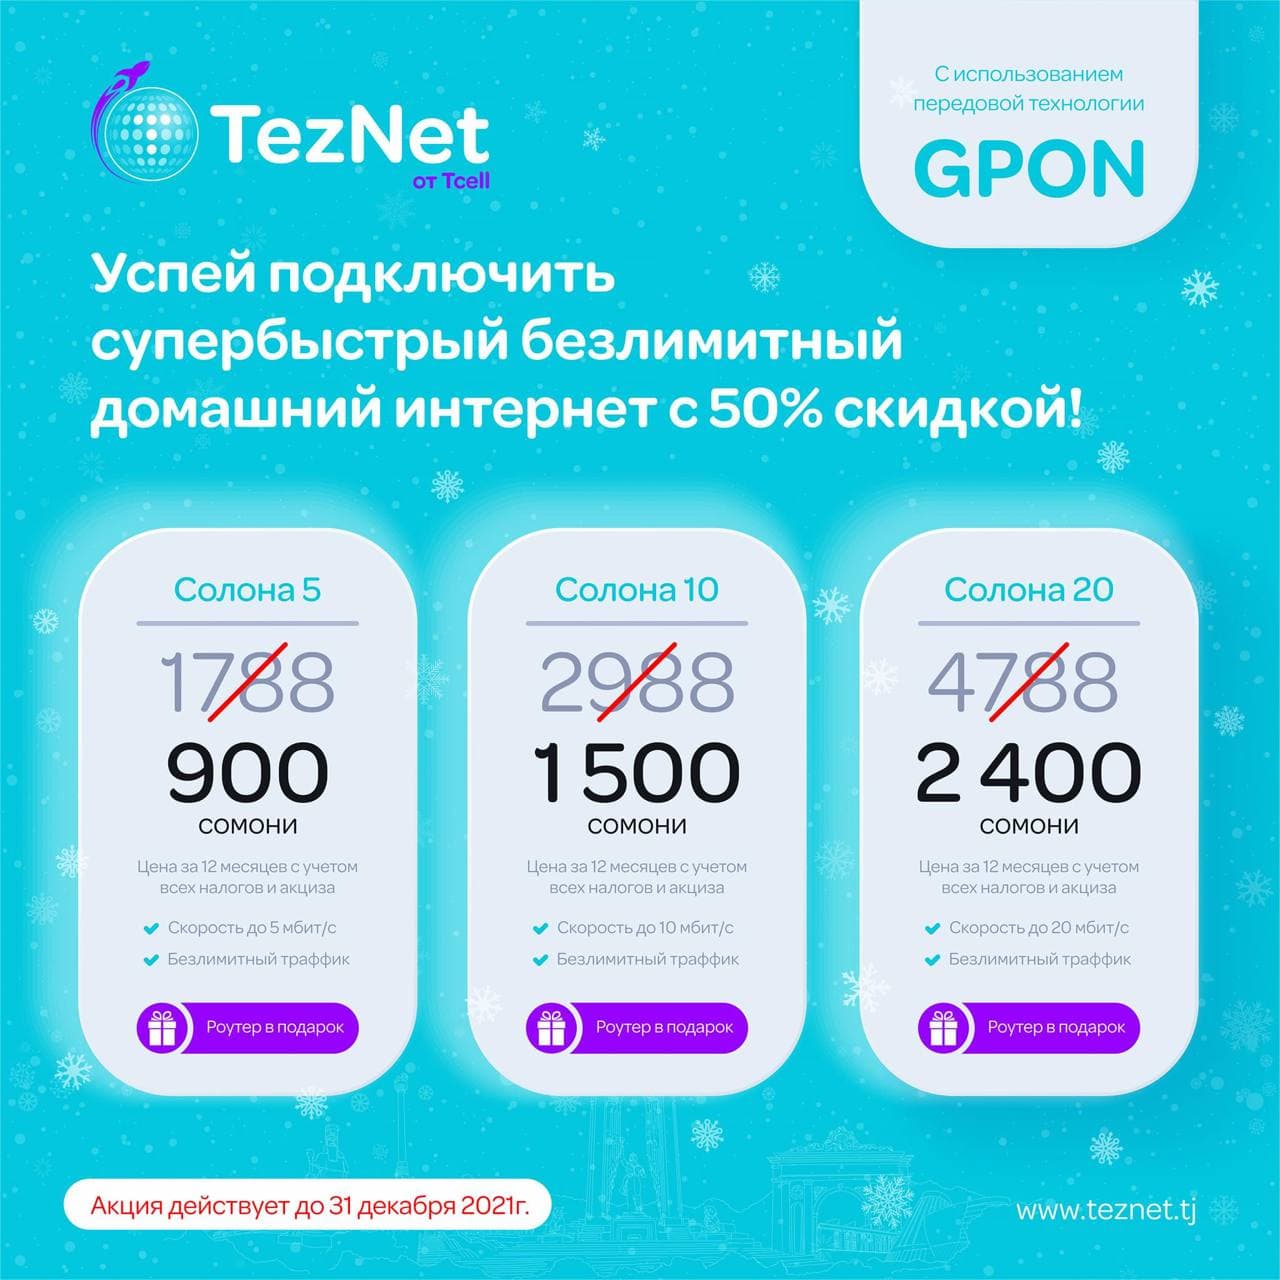 TezNet
от Tcell
С использованием
передовой технологии
GPON
Успей подключить
супербыстрый безлимитный
домашний интернет с 50% скидкой!
Солона 5
1788
900
сомони
Цена за 12 месяцев с учетом
всех налогов и акциза
Скорость до 5 мбит/с
Безлимитный траффик
Роутер в подарок
Солона 10
2988
1 500
сомони
Цена за 12 месяцев с учетом
всех налогов и акциза
Скорость до 10 мбит/с
Безлимитный траффик
Роутер в подарок
Солона 20
4788
2 400
сомони
Цена за 12 месяцев с учетом
всех налогов и акциза
Скорость до 20 мбит/с
Безлимитный траффик
Роутер в подарок
Акция действует до 31 декабря 2021г.
www.teznet.tj